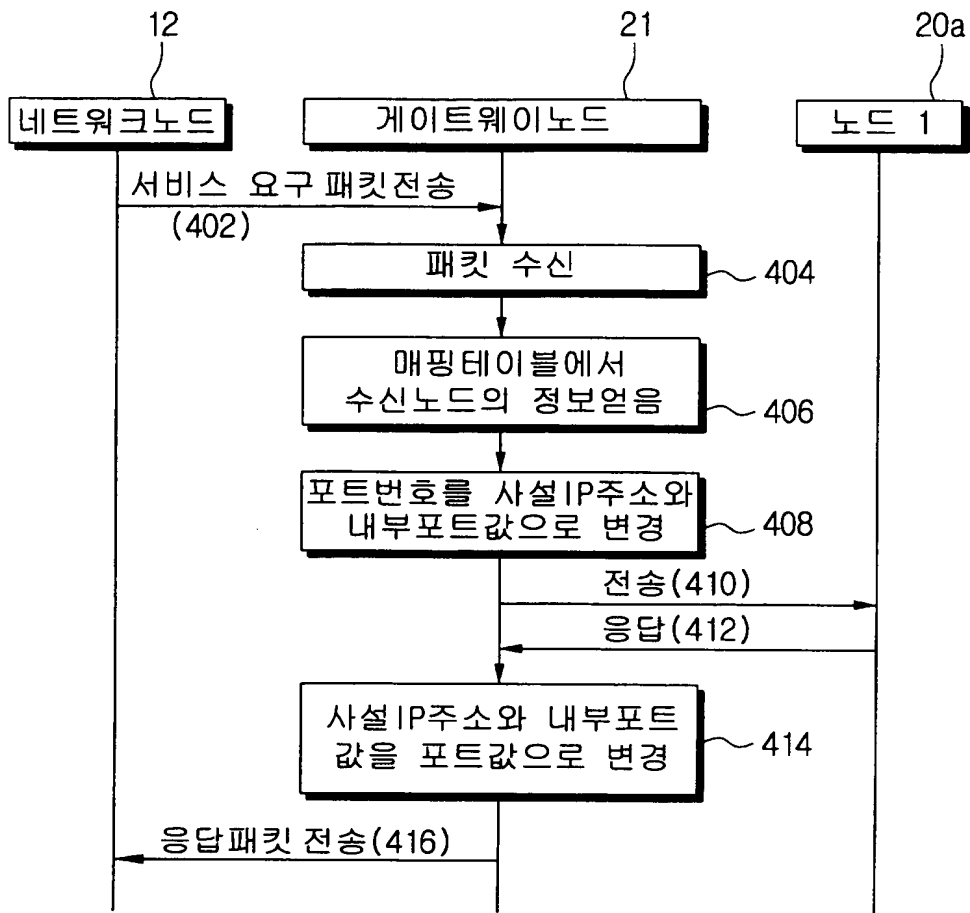 12
21
20a
네트워크노드
게이트웨이노드
노드 1
서비스 요구 패킷전송
(402)
패킷 수신
404
매핑테이블에서
수신노드의 정보얻음
406
포트번호를 사설IP주소와
내부포트값으로 변경
408
전송(410)
응답(412)
사설IP주소와 내부포트
값을 포트값으로 변경
414
응답패킷 전송(416)